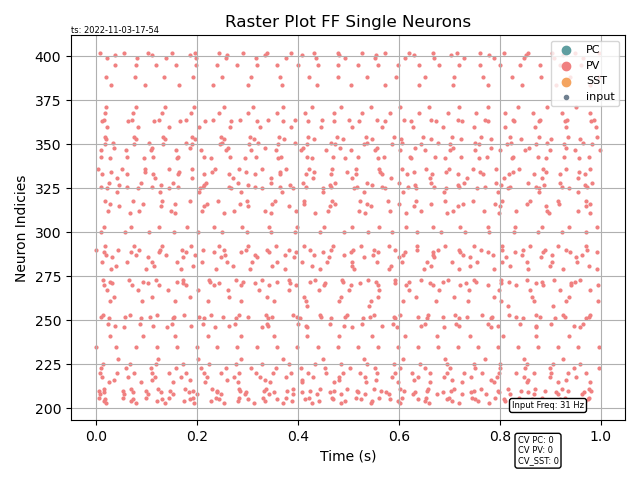 Raster Plot FF Single Neurons
ts: 2022-11-03-17-54
400
375
350
325
300
275
250
225
200
Neuron Indicies
PC
PV
SST
input
Input Freq: 31 Hz
0.0 0.2 0.4 0.6 0.8 1.0
Time (s)
CV PC: 0
CV PV: 0
CV_SST: 0